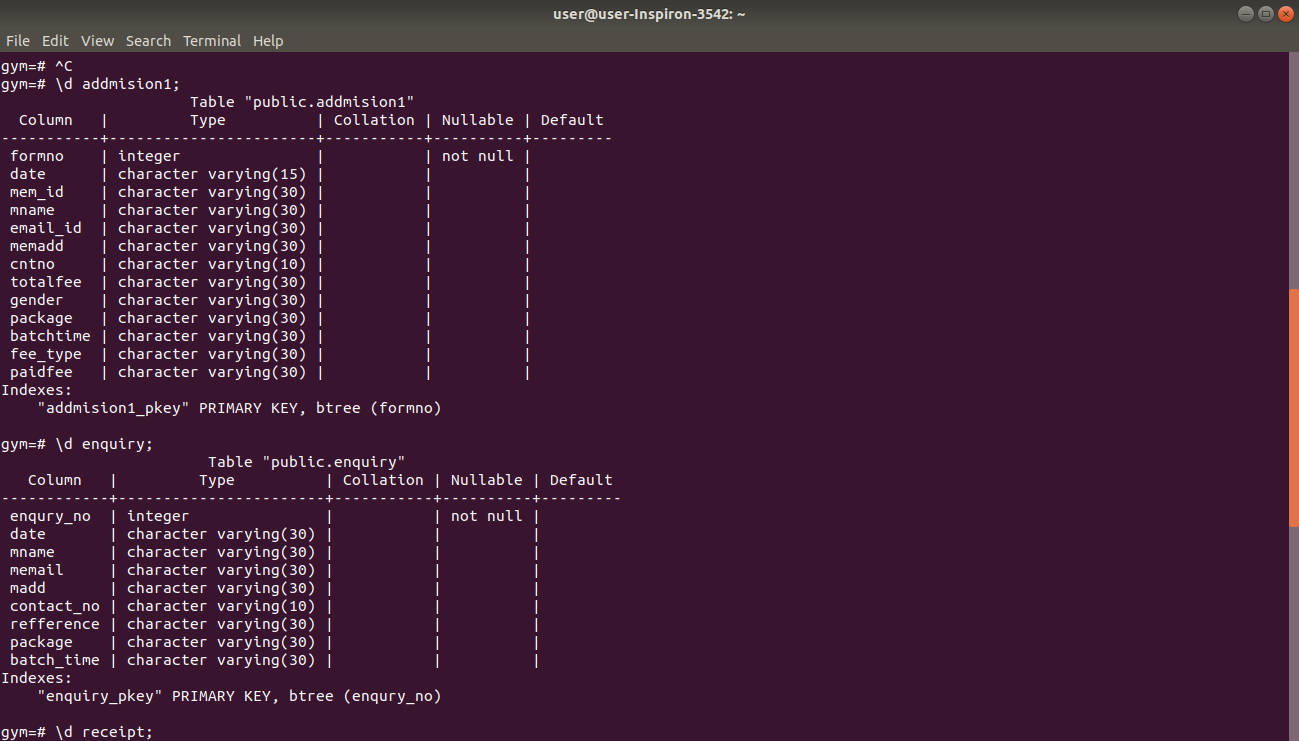 user@user-Inspiron-3542: ~
File Edit View Search Terminal Help
gym=# ^C
gym=# \d addmision1;
                     Table "public.addmision1"
  Column   |         Type          | Collation | Nullable | Default 
-----------+-----------------------+-----------+----------+---------
 formno    | integer               |           | not null | 
 date      | character varying(15) |           |          | 
 mem_id    | character varying(30) |           |          | 
 mname     | character varying(30) |           |          | 
 email_id  | character varying(30) |           |          | 
 memadd    | character varying(30) |           |          | 
 cntno     | character varying(10) |           |          | 
 totalfee  | character varying(30) |           |          | 
 gender    | character varying(30) |           |          | 
 package   | character varying(30) |           |          | 
 batchtime | character varying(30) |           |          | 
 fee_type  | character varying(30) |           |          | 
 paidfee   | character varying(30) |           |          | 
Indexes:
    "addmision1_pkey" PRIMARY KEY, btree (formno)

gym=# \d enquiry;
                       Table "public.enquiry"
   Column   |         Type          | Collation | Nullable | Default 
------------+-----------------------+-----------+----------+---------
 enqury_no  | integer               |           | not null | 
 date       | character varying(30) |           |          | 
 mname      | character varying(30) |           |          | 
 memail     | character varying(30) |           |          | 
 madd       | character varying(30) |           |          | 
 contact_no | character varying(10) |           |          | 
 refference | character varying(30) |           |          | 
 package    | character varying(30) |           |          | 
 batch_time | character varying(30) |           |          | 
Indexes:
    "enquiry_pkey" PRIMARY KEY, btree (enqury_no)

gym=# \d receipt;